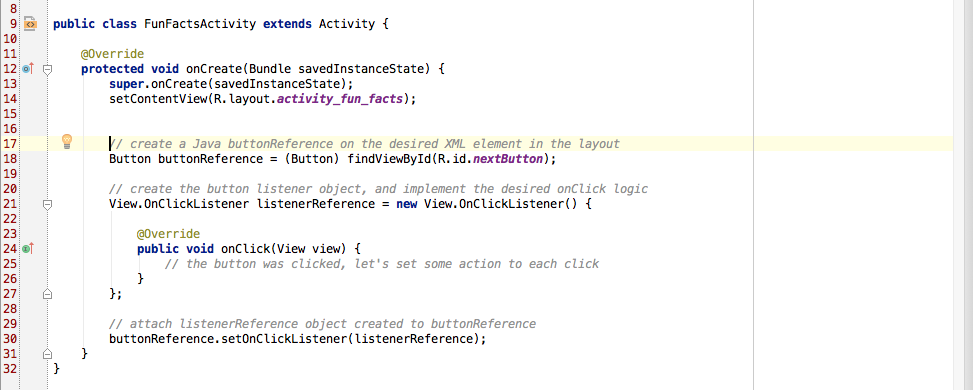 8
9 public class FunFactsActivity extends Activity {
10
11 @Override
12 protected void onCreate(Bundle savedInstanceState) {
13 super.onCreate(savedInstanceState);
14 setContentView(R.layout.activity_fun_facts);
15
16
17 // create a Java buttonReference on the desired XML element in the layout
18 Button buttonReference = (Button) findViewById(R.id.nextButton);
19
20 // create the button listener object, and implement the desired onClick logic
21 View.OnClickListener listenerReference = new View.OnClickListener() {
22
23 @Override
24 public void onClick(View view) {
25 // the button was clicked, let's set some action to each click
26 }
27 };
28
29 // attach listenerReference object created to buttonReference
30 buttonReference.setOnClickListener(listenerReference);
31 }
32 }